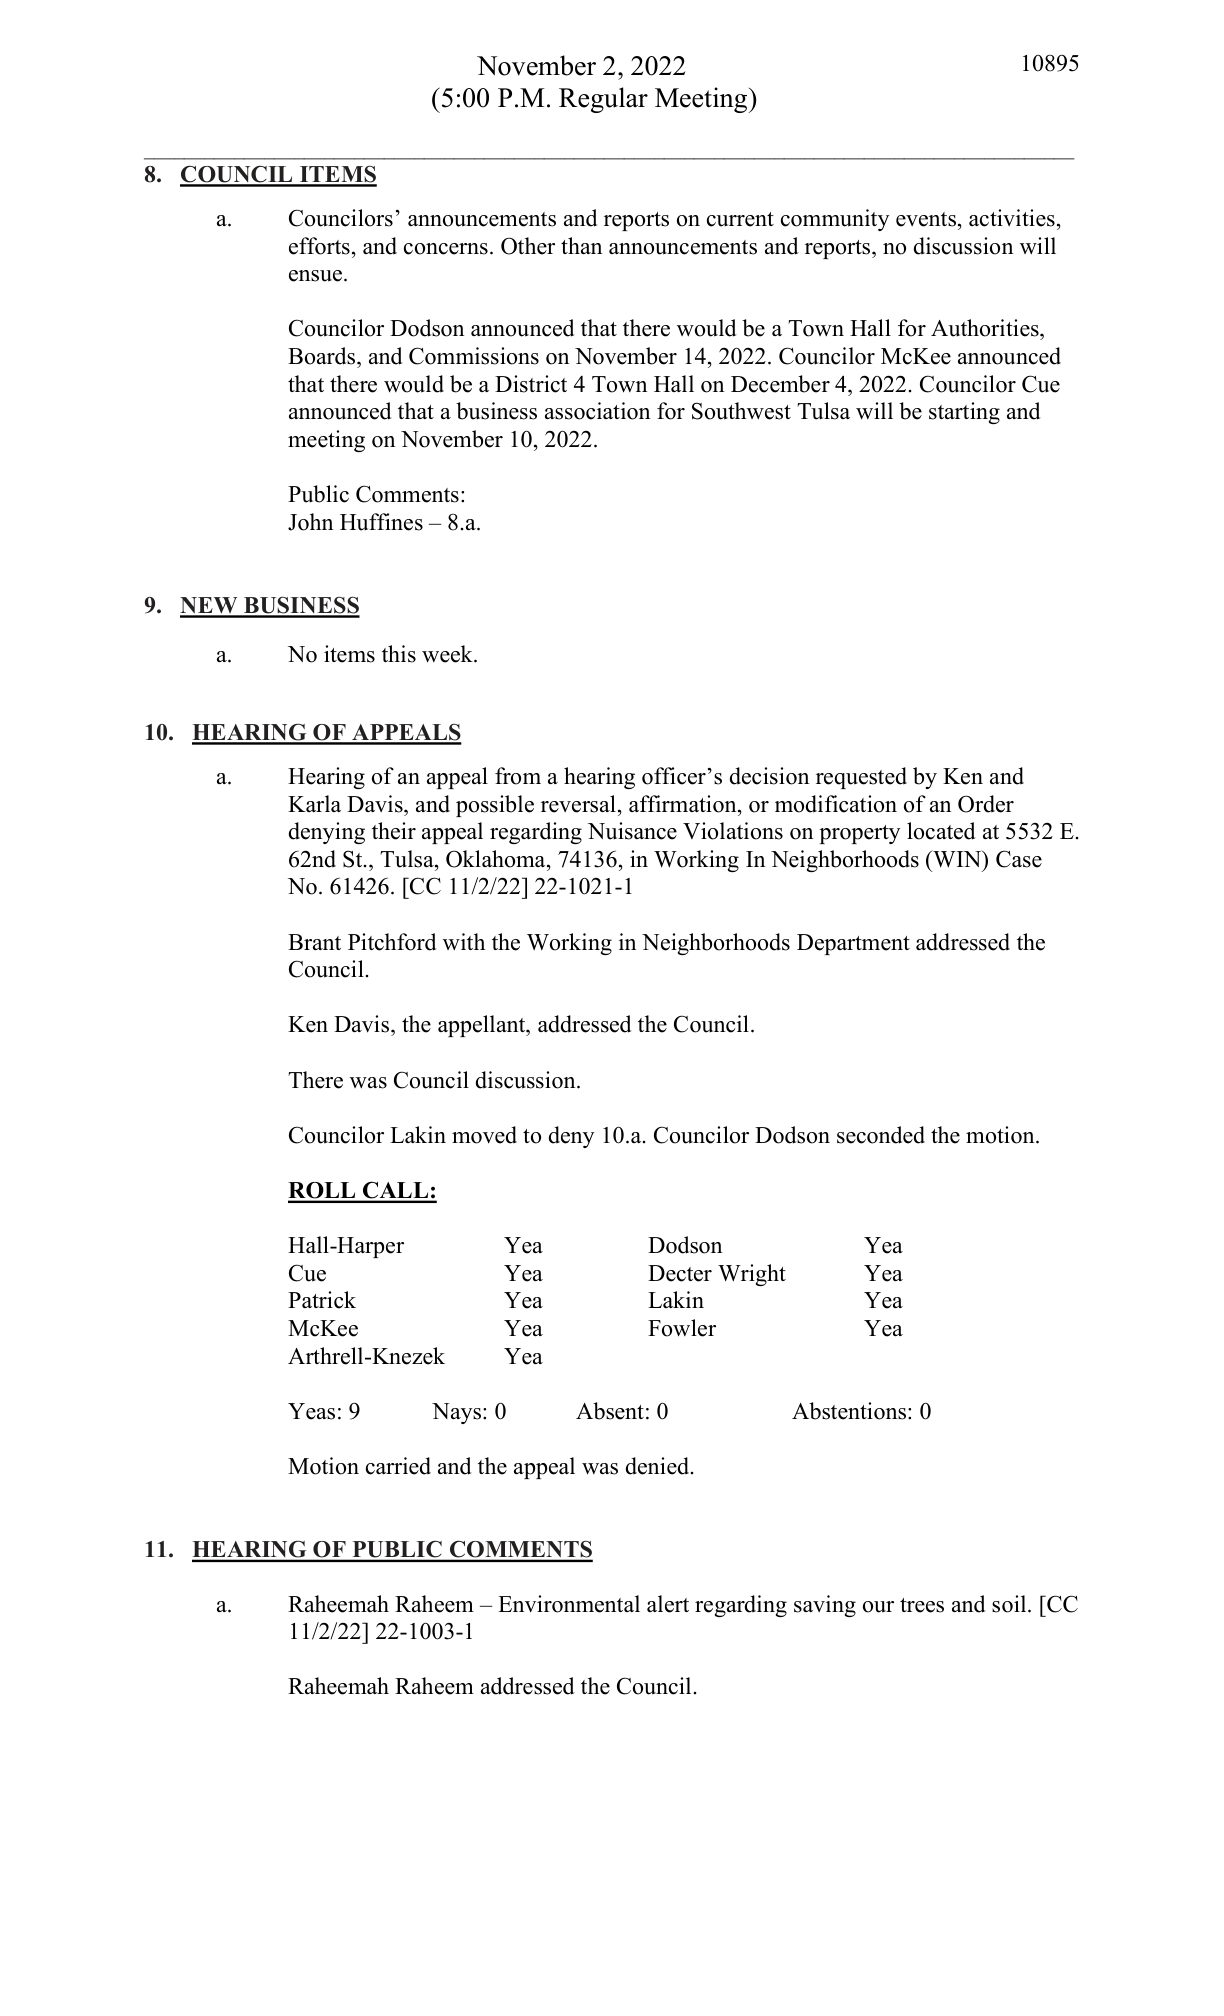 November 2, 2022
10895
(5:00 P.M. Regular Meeting)
8. COUNCIL ITEMS
a. Councilors’ announcements and reports on current community events, activities,
efforts, and concerns. Other than announcements and reports, no discussion will
ensue.
Councilor Dodson announced that there would be a Town Hall for Authorities,
Boards, and Commissions on November 14, 2022. Councilor McKee announced
that there would be a District 4 Town Hall on December 4, 2022. Councilor Cue
announced that a business association for Southwest Tulsa will be starting and
meeting on November 10, 2022.
Public Comments:
John Huffines – 8.a.
9. NEW BUSINESS
a. No items this week.
10. HEARING OF APPEALS
a. Hearing of an appeal from a hearing officer’s decision requested by Ken and
Karla Davis, and possible reversal, affirmation, or modification of an Order
denying their appeal regarding Nuisance Violations on property located at 5532 E.
62nd St., Tulsa, Oklahoma, 74136, in Working In Neighborhoods (WIN) Case
No. 61426. [CC 11/2/22] 22-1021-1
Brant Pitchford with the Working in Neighborhoods Department addressed the
Council.
Ken Davis, the appellant, addressed the Council.
There was Council discussion.
Councilor Lakin moved to deny 10.a. Councilor Dodson seconded the motion.
ROLL CALL:
Hall-Harper Yea Dodson Yea
Cue Yea Decter Wright Yea
Patrick Yea Lakin Yea
McKee Yea Fowler Yea
Arthrell-Knezek Yea
Yeas: 9 Nays: 0 Absent: 0 Abstentions: 0
Motion carried and the appeal was denied.
11. HEARING OF PUBLIC COMMENTS
a. Raheemah Raheem – Environmental alert regarding saving our trees and soil. [CC
11/2/22] 22-1003-1
Raheemah Raheem addressed the Council.